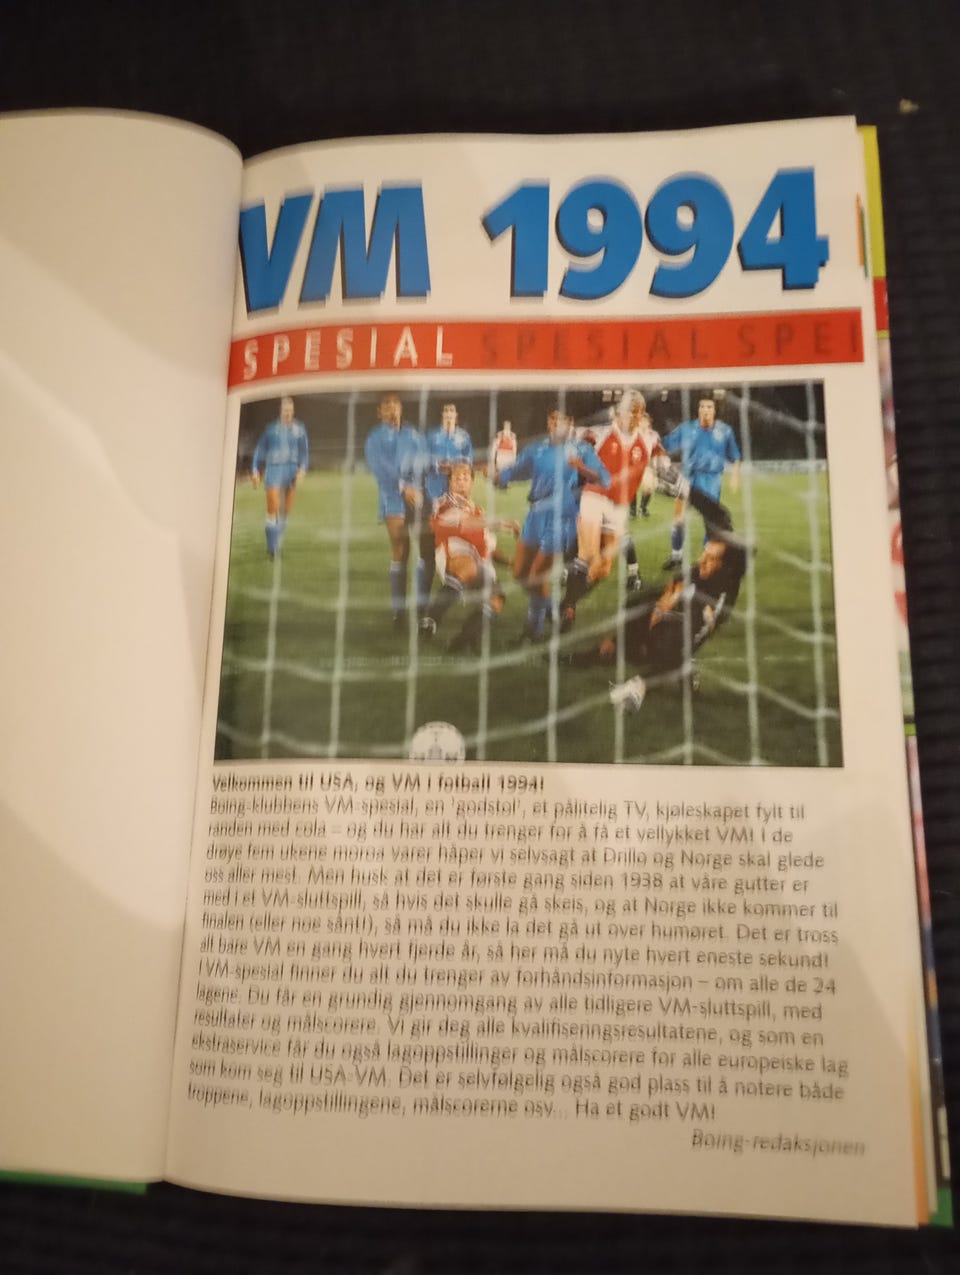 VM 1994
SPESIAL SPESIAL SPEI
Velkommen til USA, og VM i fotball 1994!
Boing-klubbens VM-spesial, en 'godstol', et pålitelig TV, kjøleskapet fylt til
randen med cola – og du har alt du trenger for å få et vellykket VM! I de
drøye fem ukene moroa varer håper vi selvsagt at Drillo og Norge skal glede
oss aller mest. Men husk at det er første gang siden 1938 at våre gutter er
med i et VM-sluttspill, så hvis det skulle gå skeis, og at Norge ikke kommer til
finalen (eller noe sånt!), så må du ikke la det gå ut over humøret. Det er tross
alt bare VM en gang hvert fjerde år, så her må du nyte hvert eneste sekund!
I VM-spesial finner du alt du trenger av forhåndsinformasjon – om alle de 24
lagene. Du får en grundig gjennomgang av alle tidligere VM-sluttspill, med
resultater og målscorere. Vi gir deg alle kvalifiseringsresultatene, og som en
ekstraservice får du også lagoppstillinger og målscorere for alle europeiske lag
som kom seg til USA-VM. Det er selvfølgelig også god plass til å notere både
troppene, lagoppstillingene, målscorerne osv... Ha et godt VM!
Boing-redaksjonen